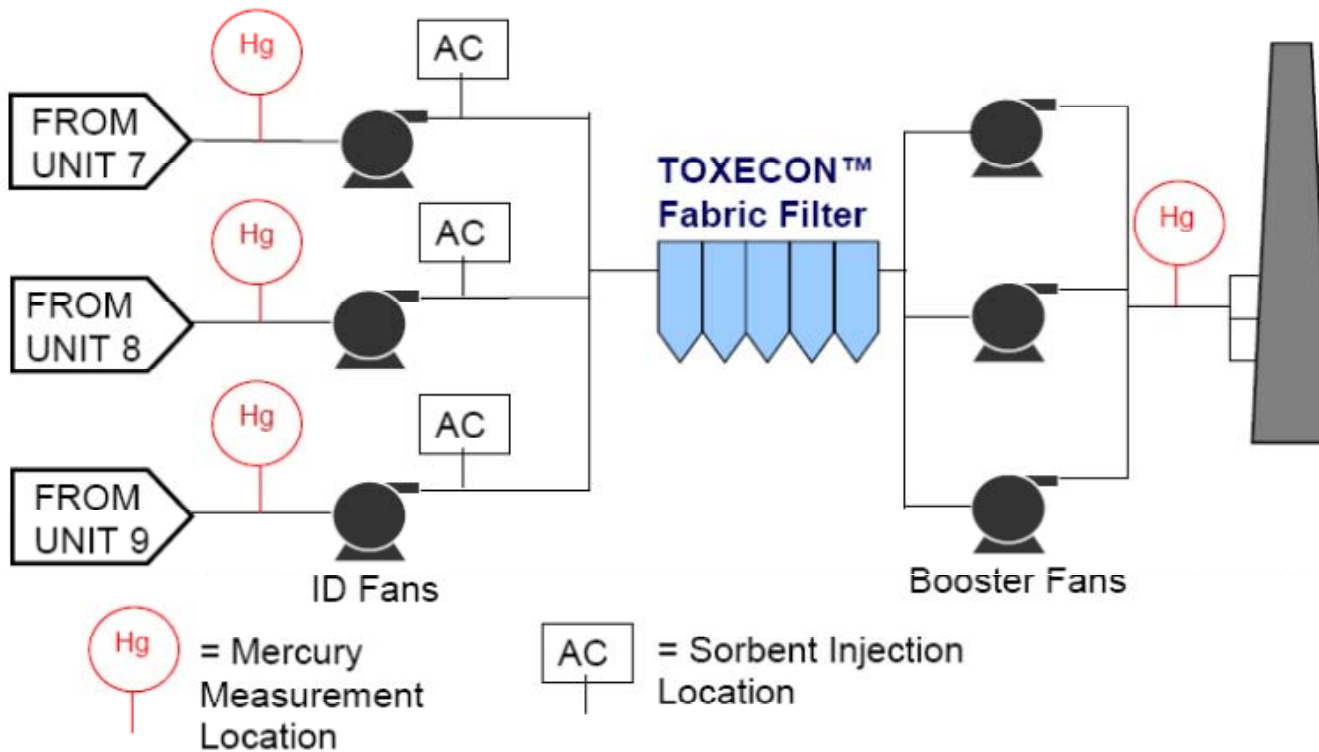 Hg
AC
FROM
UNIT 7
TOXECON™
Fabric Filter
Hg
AC
Hg
FROM
UNIT 8
Hg
AC
FROM
UNIT 9
ID Fans
Booster Fans
Hg
= Mercury
Measurement
Location
AC
= Sorbent Injection
Location